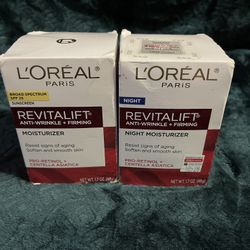 L'ORÉAL
PARIS
BROAD SPECTRUM
SPF 25
SUNSCREEN
REVITALIFT®
ANTI-WRINKLE + FIRMING
MOISTURIZER
Resist signs of aging
Soften and smooth skin
PRO-RETINOL +
CENTELLA ASIATICA
NET WT. 1.7 OZ. (48g)
L'ORÉAL
PARIS
NIGHT
REVITALIFT®
ANTI-WRINKLE + FIRMING
NIGHT MOISTURIZER
Resist signs of aging
Soften and smooth skin
PRO-RETINOL +
CENTELLA ASIATICA
NET WT. 1.7 OZ. (48g)